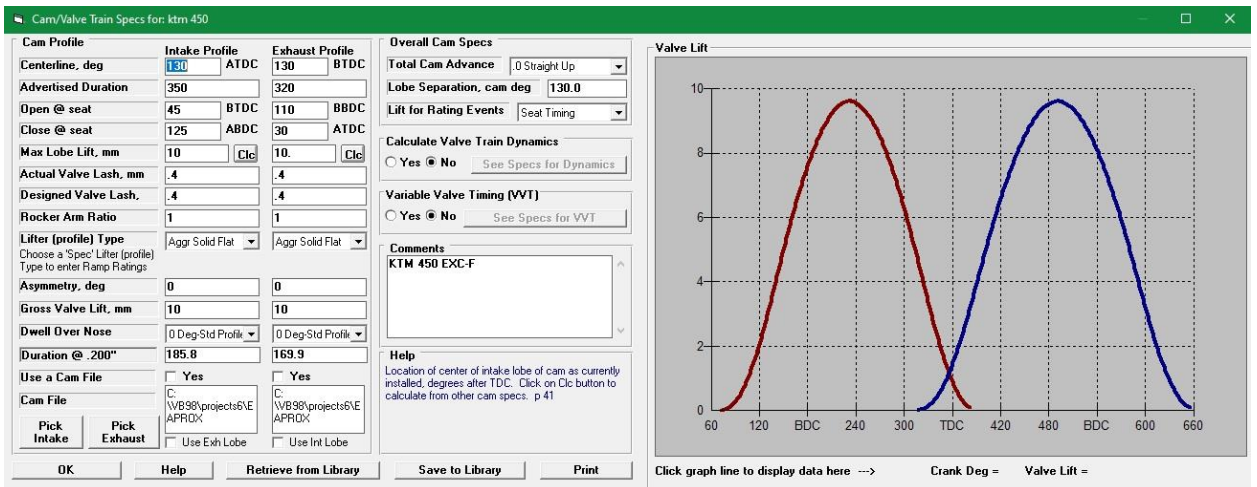 Cam/Valve Train Specs for: ktm 450
Cam Profile
Intake Profile Exhaust Profile
Centerline, deg 130 ATDC 130 BTDC
Advertised Duration 350 320
Open @ seat 45 BTDC 110 BBDC
Close @ seat 125 ABDC 30 ATDC
Max Lobe Lift, mm 10 Clc 10. Clc
Actual Valve Lash, mm .4 .4
Designed Valve Lash, .4 .4
Rocker Arm Ratio 1 1
Lifter (profile) Type Aggr Solid Flat Aggr Solid Flat
Choose a 'Spec' Lifter (profile)
Type to enter Ramp Ratings
Asymmetry, deg 0 0
Gross Valve Lift, mm 10 10
Dwell Over Nose 0 Deg-Std Profile 0 Deg-Std Profile
Duration @ .200" 185.8 169.9
Use a Cam File Yes Yes
Cam File
C:
\VB98\projects6\E
APROX
C:
\VB98\projects6\E
APROX
Pick
Intake
Pick
Exhaust
Use Exh Lobe Use Int Lobe
OK Help Retrieve from Library Save to Library Print
Overall Cam Specs
Total Cam Advance .0 Straight Up
Lobe Separation, cam deg 130.0
Lift for Rating Events Seat Timing
Calculate Valve Train Dynamics
Yes No See Specs for Dynamics
Variable Valve Timing (VVT)
Yes No See Specs for VVT
Comments
KTM 450 EXC-F
Help
Location of center of intake lobe of cam as currently
installed, degrees after TDC. Click on Clc button to
calculate from other cam specs. p 41
Valve Lift
10
8
6
4
2
0
60 120 BDC 240 300 TDC 420 480 BDC 600 660
Click graph line to display data here ---> Crank Deg = Valve Lift =